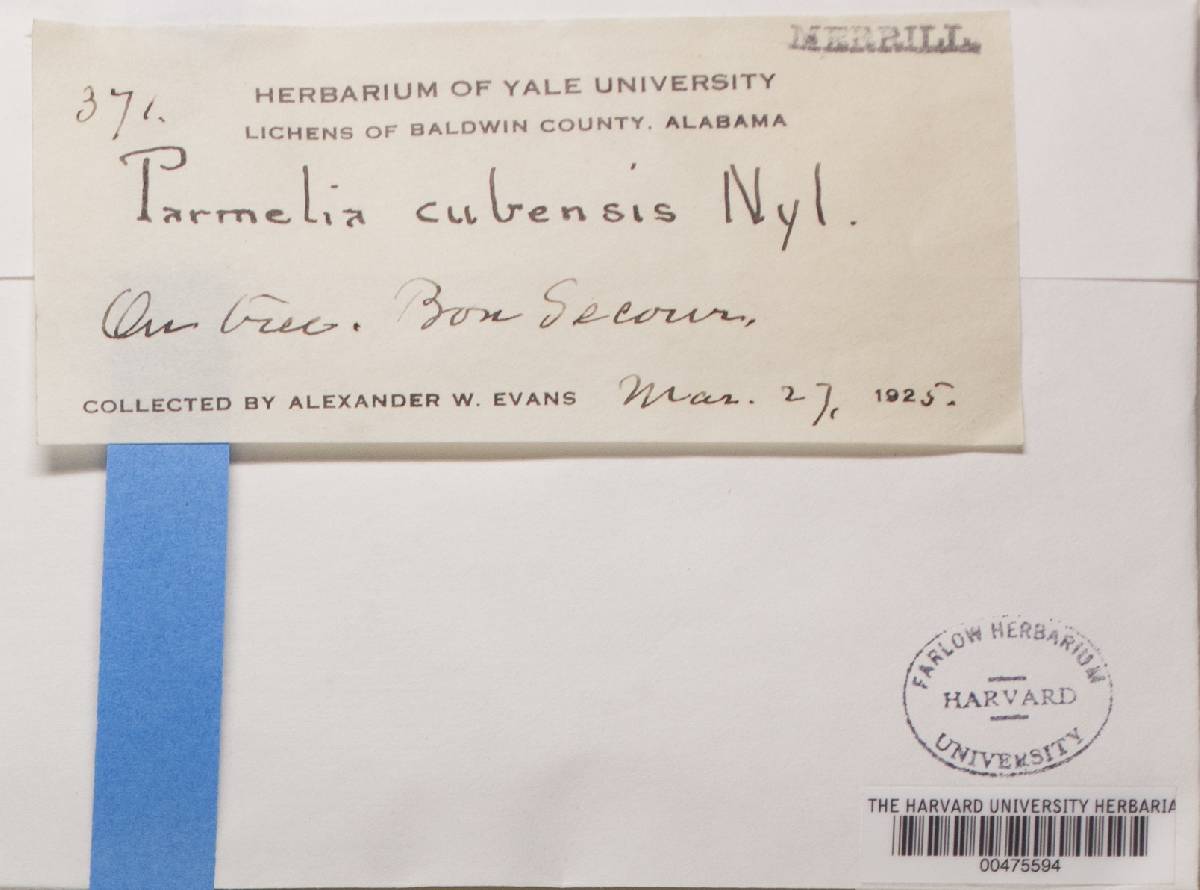 MERRILL.
371.
HERBARIUM OF YALE UNIVERSITY
LICHENS OF BALDWIN COUNTY, ALABAMA
Parmelia cubensis Nyl.
On tree. Bon Secour,
COLLECTED BY ALEXANDER W. EVANS Mar. 27, 1925.
FARLOW HERBARIUM
HARVARD
UNIVERSITY
THE HARVARD UNIVERSITY HERBARIA
00475594